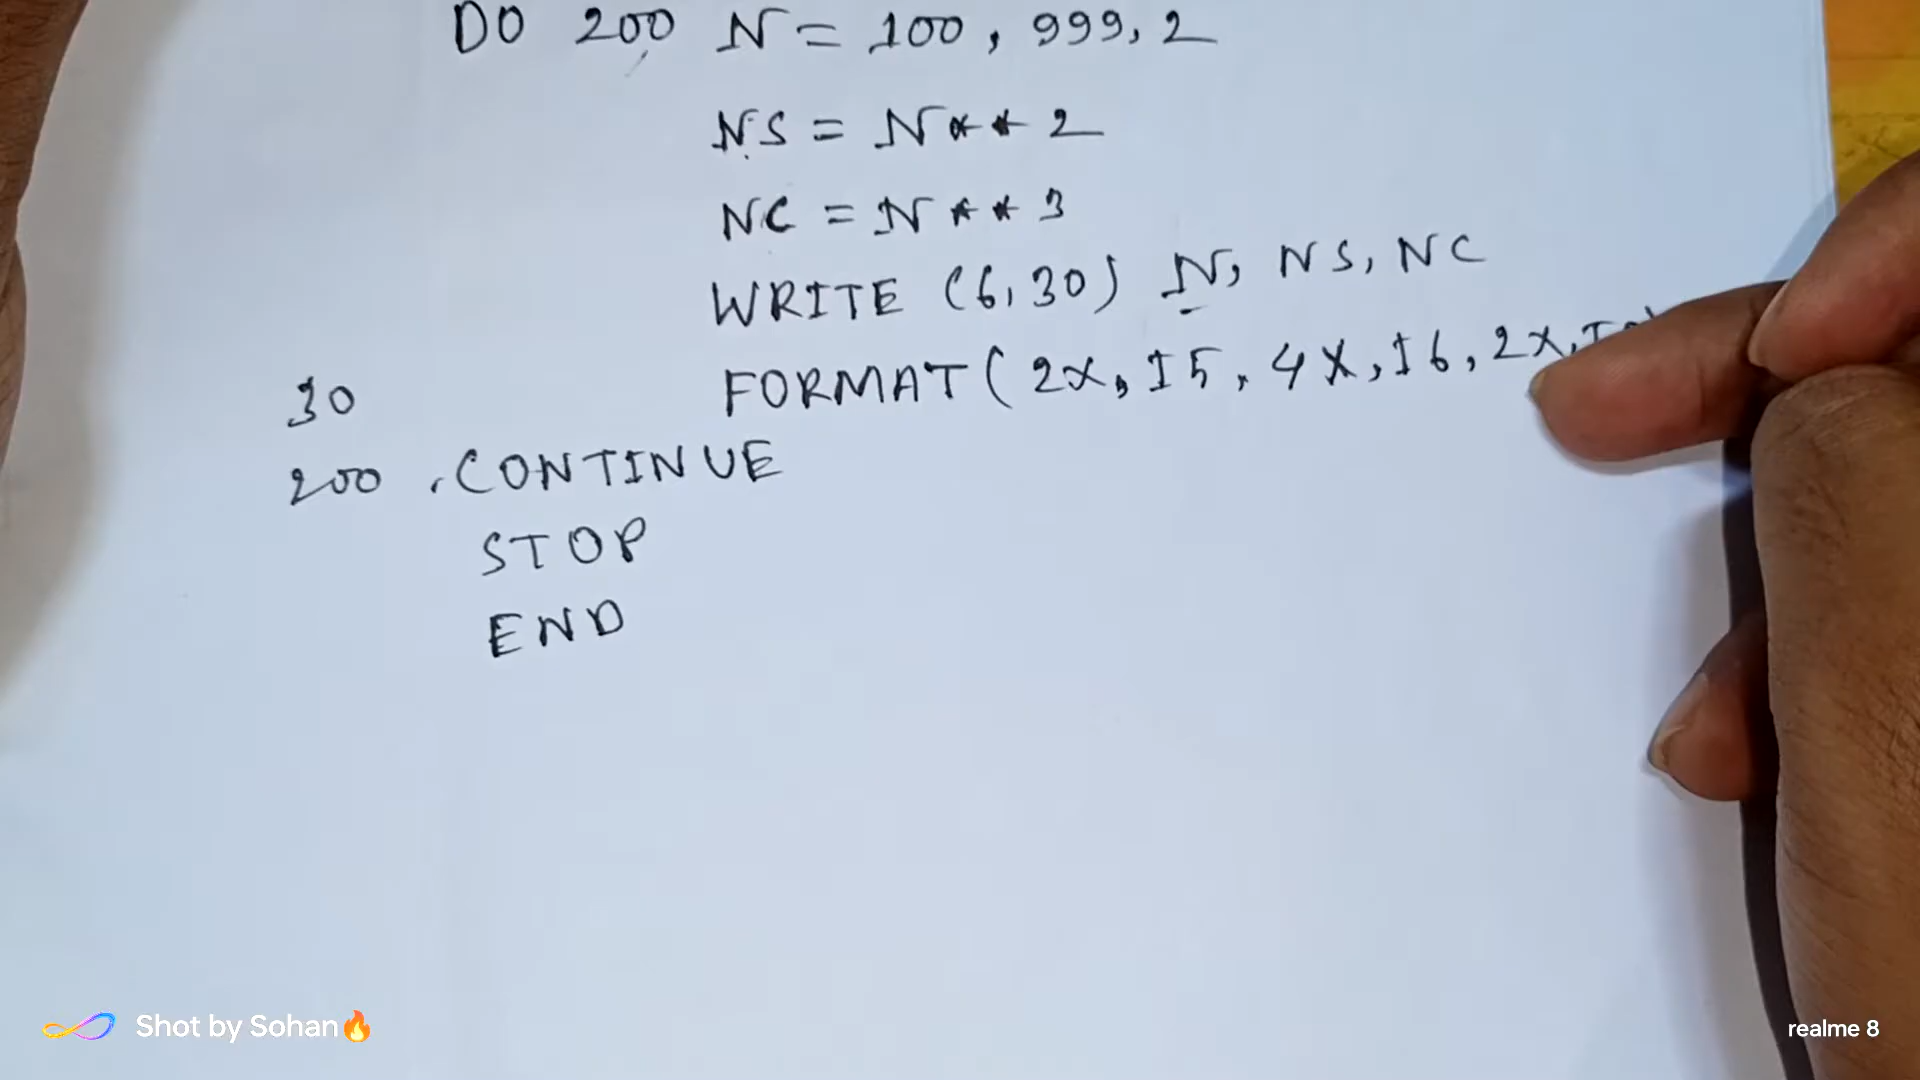 DO 200 N = 100, 999, 2
NS = N**2
NC = N**3
WRITE (6,30) N, NS, NC
30 FORMAT( 2X, I5, 4X, I6, 2X,
200 CONTINUE
STOP
END
Shot by Sohan🔥
realme 8